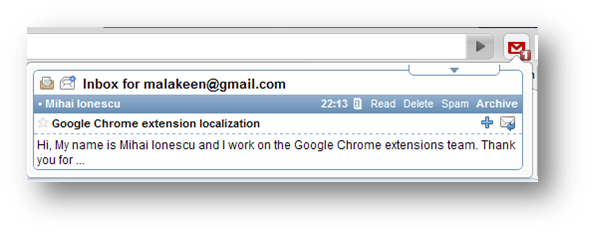 1
Inbox for malakeen@gmail.com
• Mihai Ionescu 22:13 Read Delete Spam Archive
Google Chrome extension localization
Hi, My name is Mihai Ionescu and I work on the Google Chrome extensions team. Thank
you for ...